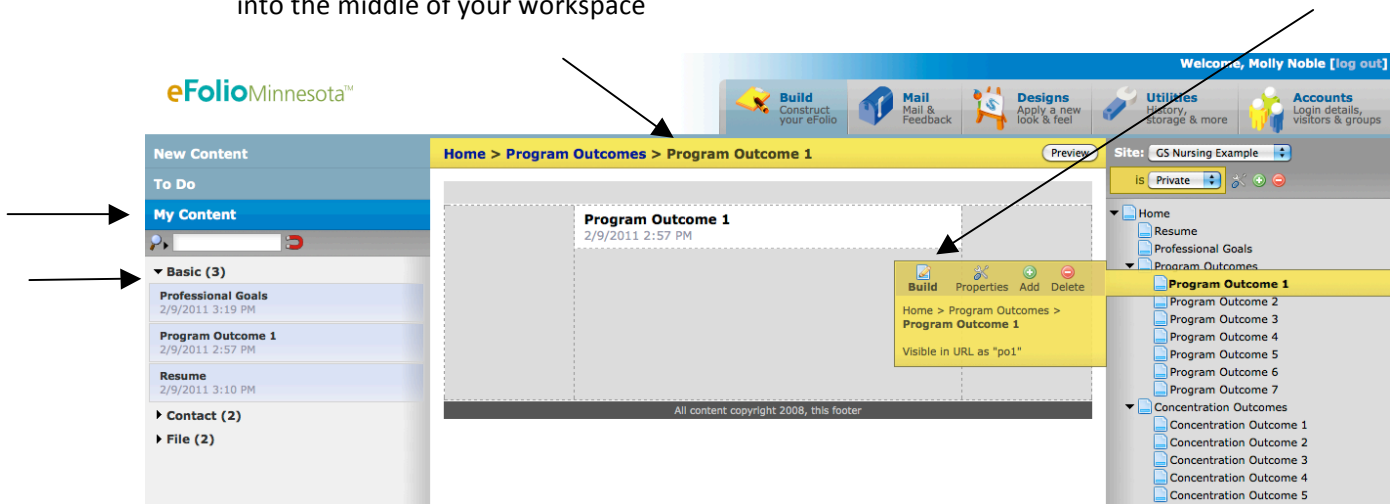 into the middle of your workspace
Welcome, Molly Noble [log out]
eFolioMinnesota™
Build
Construct
your eFolio
Mail
Mail &
Feedback
Designs
Apply a new
look & feel
Utilities
History,
storage & more
Accounts
Login details,
visitors & groups
New Content
To Do
My Content
Basic (3)
Professional Goals
2/9/2011 3:19 PM
Program Outcome 1
2/9/2011 2:57 PM
Resume
2/9/2011 3:10 PM
Contact (2)
File (2)
Home > Program Outcomes > Program Outcome 1
Preview
Program Outcome 1
2/9/2011 2:57 PM
Build Properties Add Delete
Home > Program Outcomes >
Program Outcome 1
Visible in URL as "po1"
All content copyright 2008, this footer
Site: GS Nursing Example
is Private
Home
Resume
Professional Goals
Program Outcomes
Program Outcome 1
Program Outcome 2
Program Outcome 3
Program Outcome 4
Program Outcome 5
Program Outcome 6
Program Outcome 7
Concentration Outcomes
Concentration Outcome 1
Concentration Outcome 2
Concentration Outcome 3
Concentration Outcome 4
Concentration Outcome 5